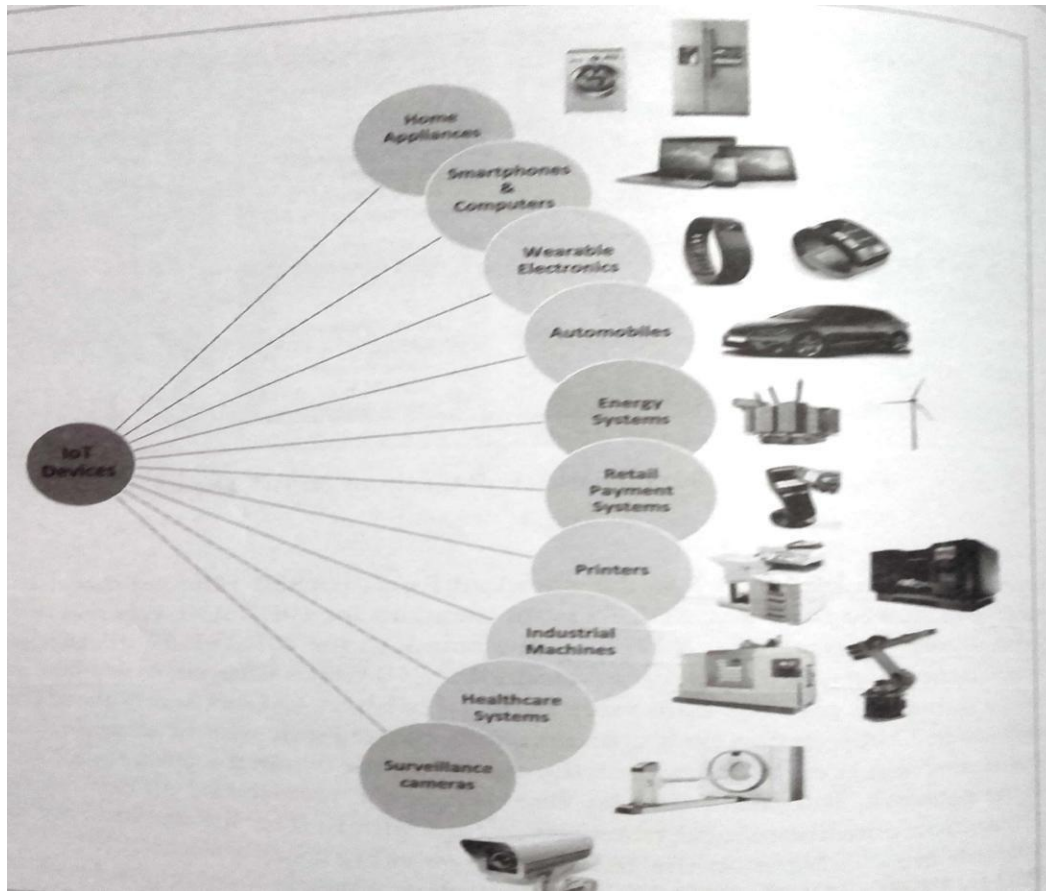 Home
Appliances
Smartphones
&
Computers
Wearable
Electronics
Automobiles
Energy
Systems
IoT
Devices
Retail
Payment
Systems
Printers
Industrial
Machines
Healthcare
Systems
Surveillance
cameras